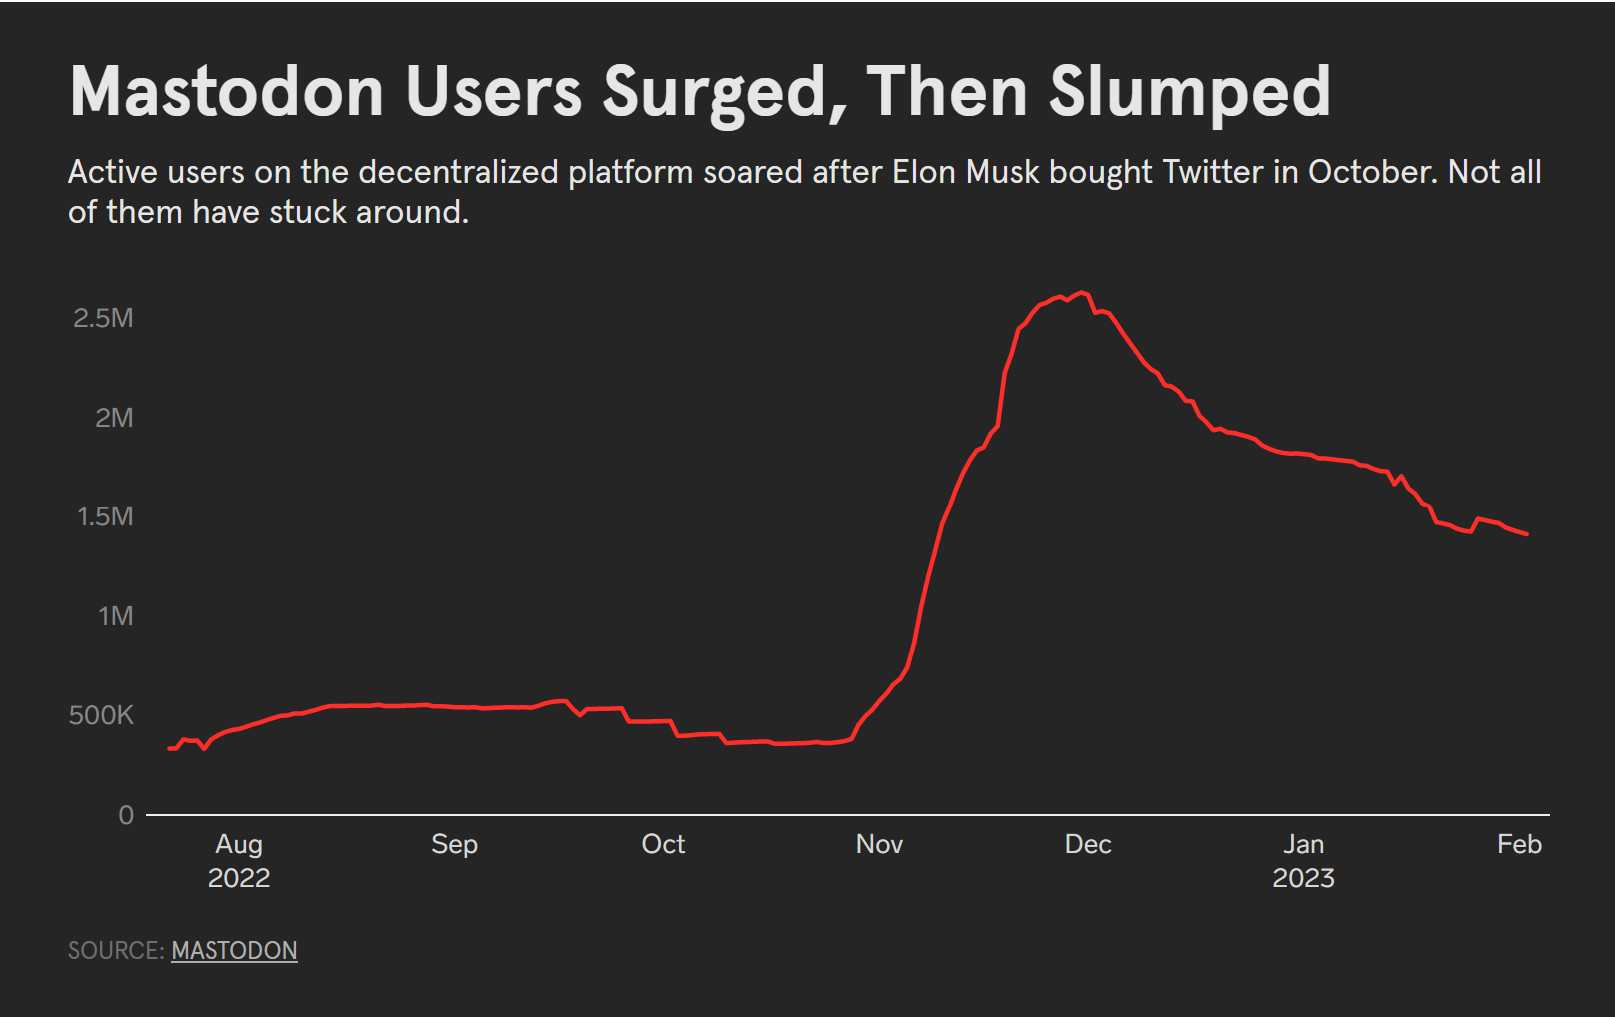 Mastodon Users Surged, Then Slumped
Active users on the decentralized platform soared after Elon Musk bought Twitter in October. Not all
of them have stuck around.
2.5M
2M
1.5M
1M
500K
0
Aug Sep Oct Nov Dec Jan Feb
2022 2023
SOURCE: MASTODON